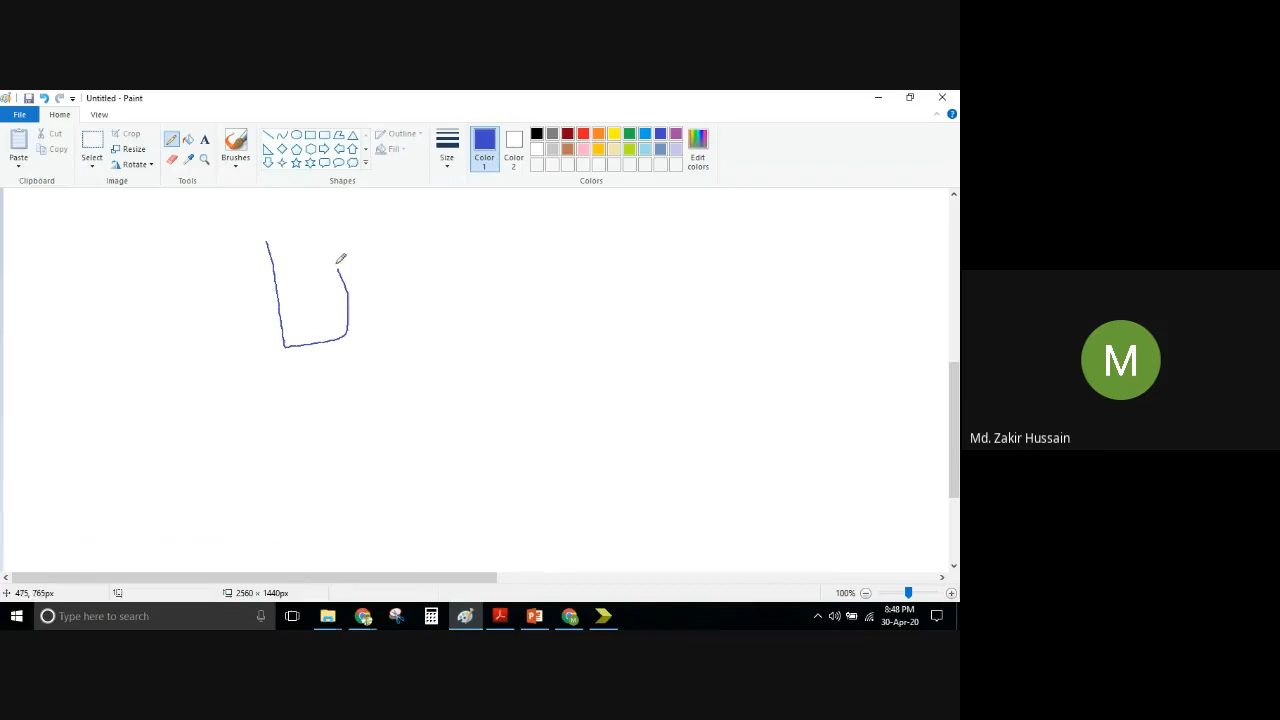 Untitled - Paint
File Home View
Paste
Cut
Copy
Clipboard
Select
Crop
Resize
Rotate
Image
A
Tools
Brushes
Shapes
Outline
Fill
Size
Color 1
Color 2
Edit colors
Colors
M
Md. Zakir Hussain
475, 765px
2560 × 1440px
100%
Type here to search
8:48 PM
30-Apr-20